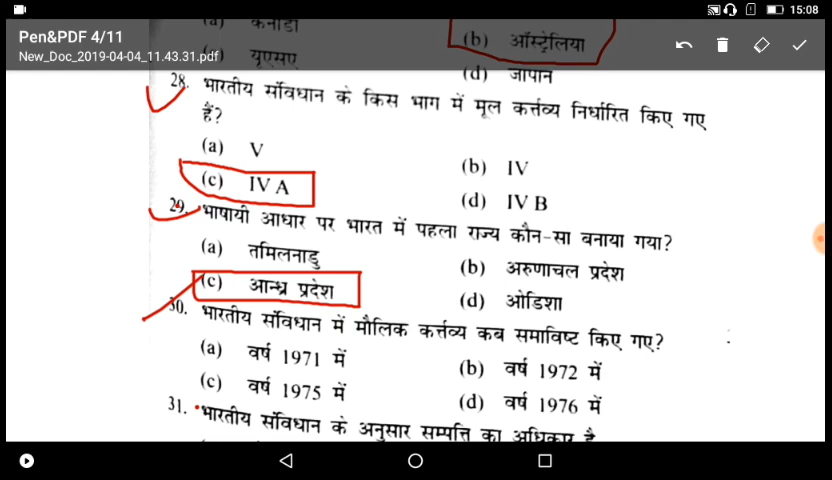 15:08
Pen&PDF 4/11
New_Doc_2019-04-04_11.43.31.pdf
(a) कनाडा
(b) ऑस्ट्रेलिया
यूएसए
(d) जापान
28. भारतीय संविधान के किस भाग में मूल कर्त्तव्य निर्धारित किए गए
हैं?
(a) V
(b) IV
(c) IV A
(d) IV B
29. भाषायी आधार पर भारत में पहला राज्य कौन-सा बनाया गया?
(a) तमिलनाडु
(b) अरुणाचल प्रदेश
(c) आन्ध्र प्रदेश
(d) ओडिशा
30. भारतीय संविधान में मौलिक कर्त्तव्य कब समाविष्ट किए गए?
(a) वर्ष 1971 में
(b) वर्ष 1972 में
(c) वर्ष 1975 में
(d) वर्ष 1976 में
31. भारतीय संविधान के अनुसार सम्पत्ति का अधिकार है